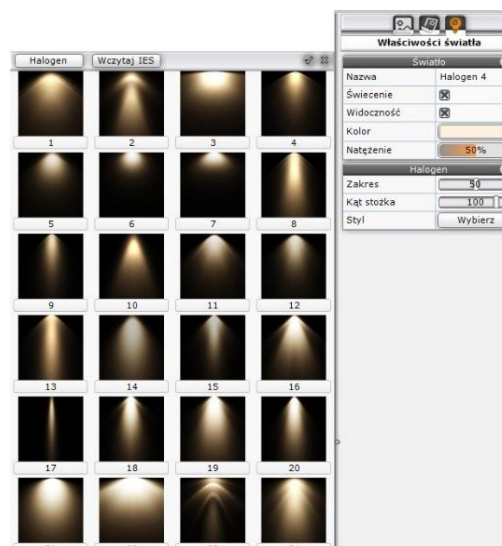 Halogen
Wczytaj IES
1
2
3
4
5
6
7
8
9
10
11
12
13
14
15
16
17
18
19
20
Właściwości światła
Światło
Nazwa Halogen 4
Świecenie
Widoczność
Kolor
Natężenie 50%
Halogen
Zakres 50
Kąt stożka 100
Styl Wybierz